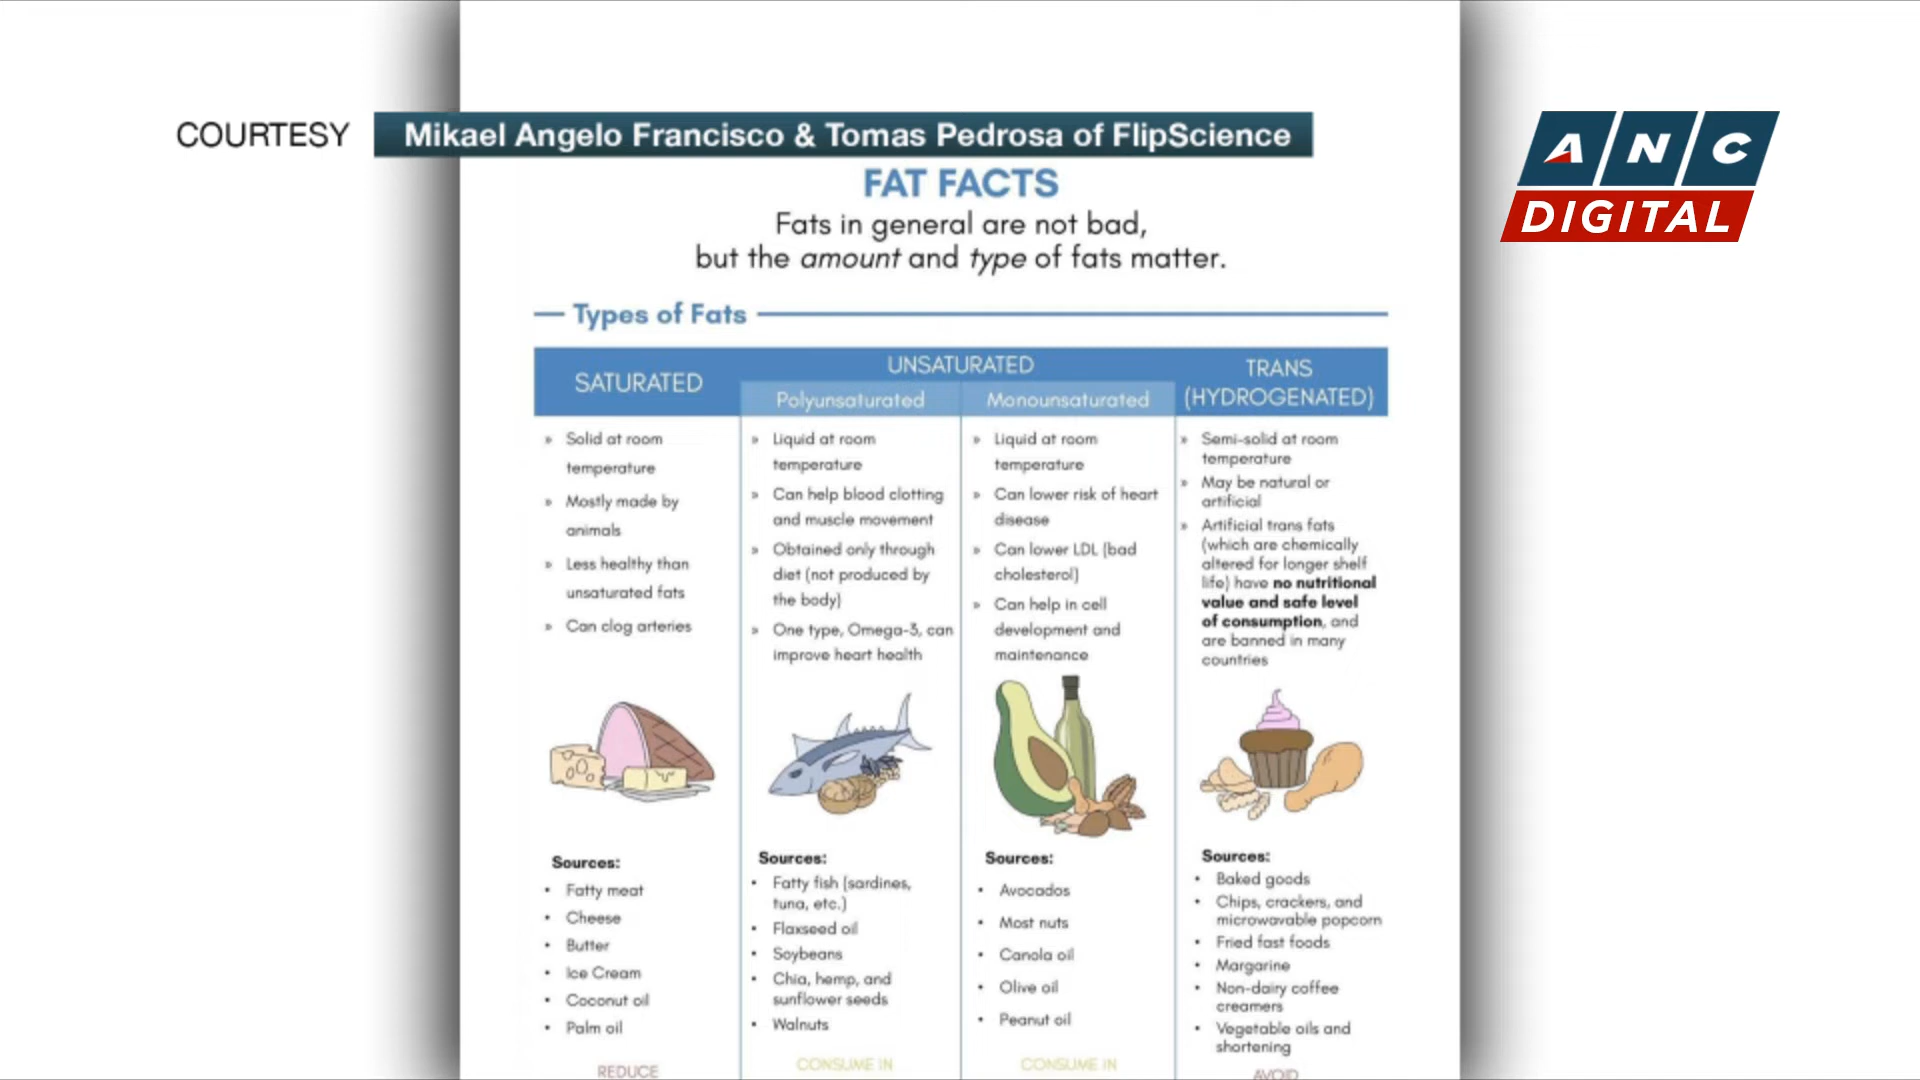 COURTESY Mikael Angelo Francisco & Tomas Pedrosa of FlipScience
ANC
DIGITAL
FAT FACTS
Fats in general are not bad,
but the amount and type of fats matter.
Types of Fats
SATURATED
» Solid at room
temperature
» Mostly made by
animals
» Less healthy than
unsaturated fats
» Can clog arteries
Sources:
• Fatty meat
• Cheese
• Butter
• Ice Cream
• Coconut oil
• Palm oil
REDUCE
UNSATURATED
Polyunsaturated
» Liquid at room
temperature
» Can help blood clotting
and muscle movement
» Obtained only through
diet (not produced by
the body)
» One type, Omega-3, can
improve heart health
Sources:
• Fatty fish (sardines,
tuna, etc.)
• Flaxseed oil
• Soybeans
• Chia, hemp, and
sunflower seeds
• Walnuts
CONSUME IN
Monounsaturated
» Liquid at room
temperature
» Can lower risk of heart
disease
» Can lower LDL (bad
cholesterol)
» Can help in cell
development and
maintenance
Sources:
• Avocados
• Most nuts
• Canola oil
• Olive oil
• Peanut oil
CONSUME IN
TRANS
(HYDROGENATED)
» Semi-solid at room
temperature
» May be natural or
artificial
» Artificial trans fats
(which are chemically
altered for longer shelf
life) have no nutritional
value and safe level
of consumption, and
are banned in many
countries
Sources:
• Baked goods
• Chips, crackers, and
microwavable popcorn
• Fried fast foods
• Margarine
• Non-dairy coffee
creamers
• Vegetable oils and
shortening
AVOID